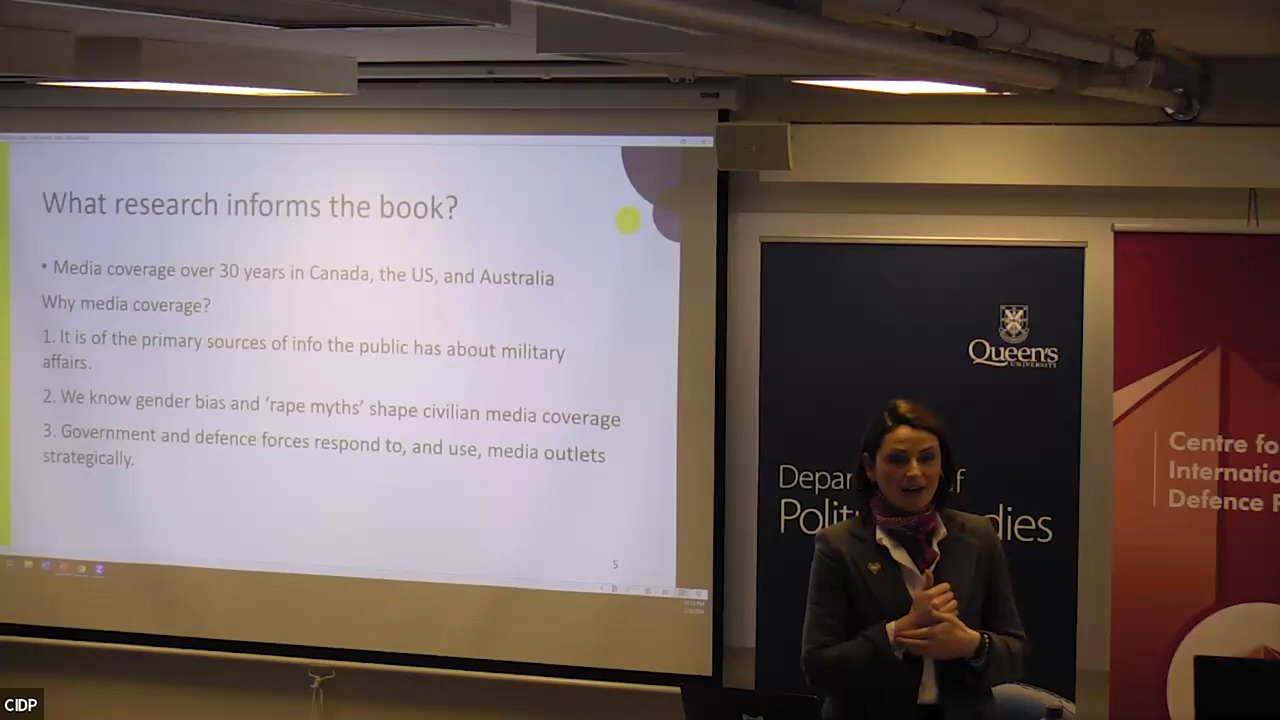 What research informs the book?
• Media coverage over 30 years in Canada, the US, and Australia
Why media coverage?
1. It is of the primary sources of info the public has about military
affairs.
2. We know gender bias and ‘rape myths’ shape civilian media coverage
3. Government and defence forces respond to, and use, media outlets
strategically.
5
Queen's
UNIVERSITY
Depar f
Polit dies
Centre fo
Internatio
Defence P
CIDP